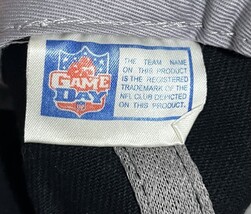 GAME
DAY
THE TEAM NAME
ON THIS PRODUCT
IS THE REGISTERED
TRADEMARK OF THE
NFL CLUB DEPICTED
ON THIS PRODUCT.